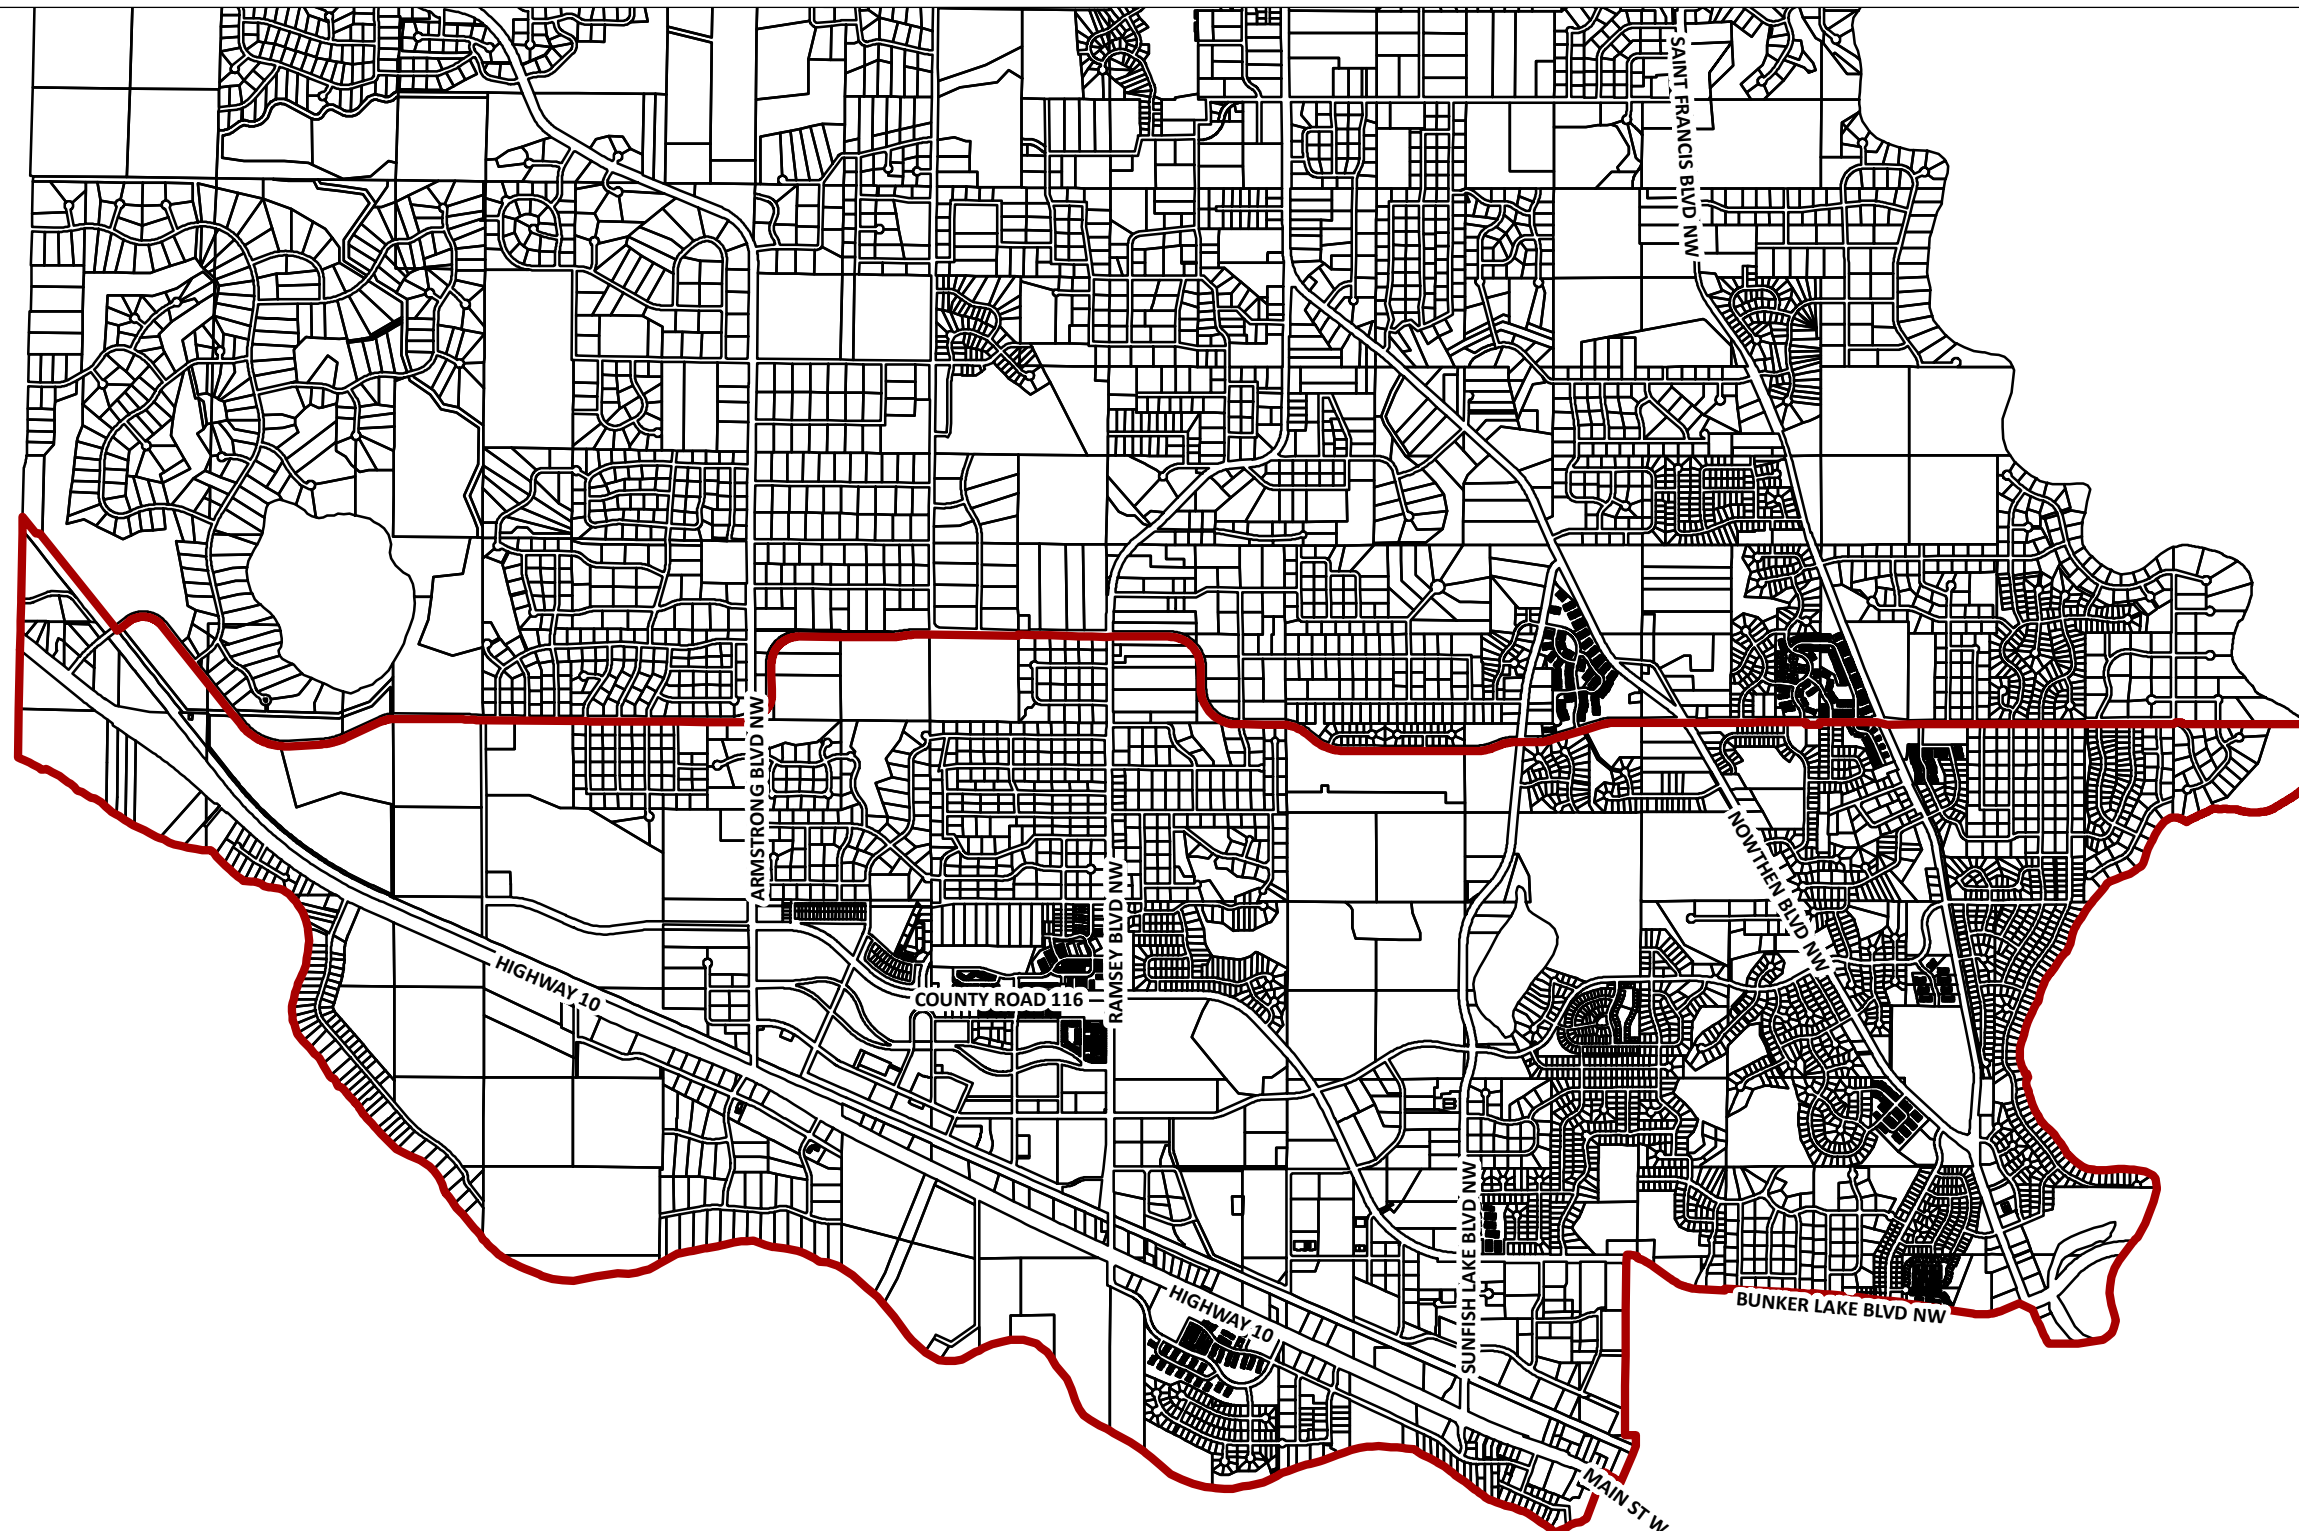 SAINT FRANCIS BLVD NW
ARMSTRONG BLVD NW
RAMSEY BLVD NW
NOWTHEN BLVD NW
HIGHWAY 10
COUNTY ROAD 116
SUNFISH LAKE BLVD NW
HIGHWAY 10
BUNKER LAKE BLVD NW
MAIN ST W